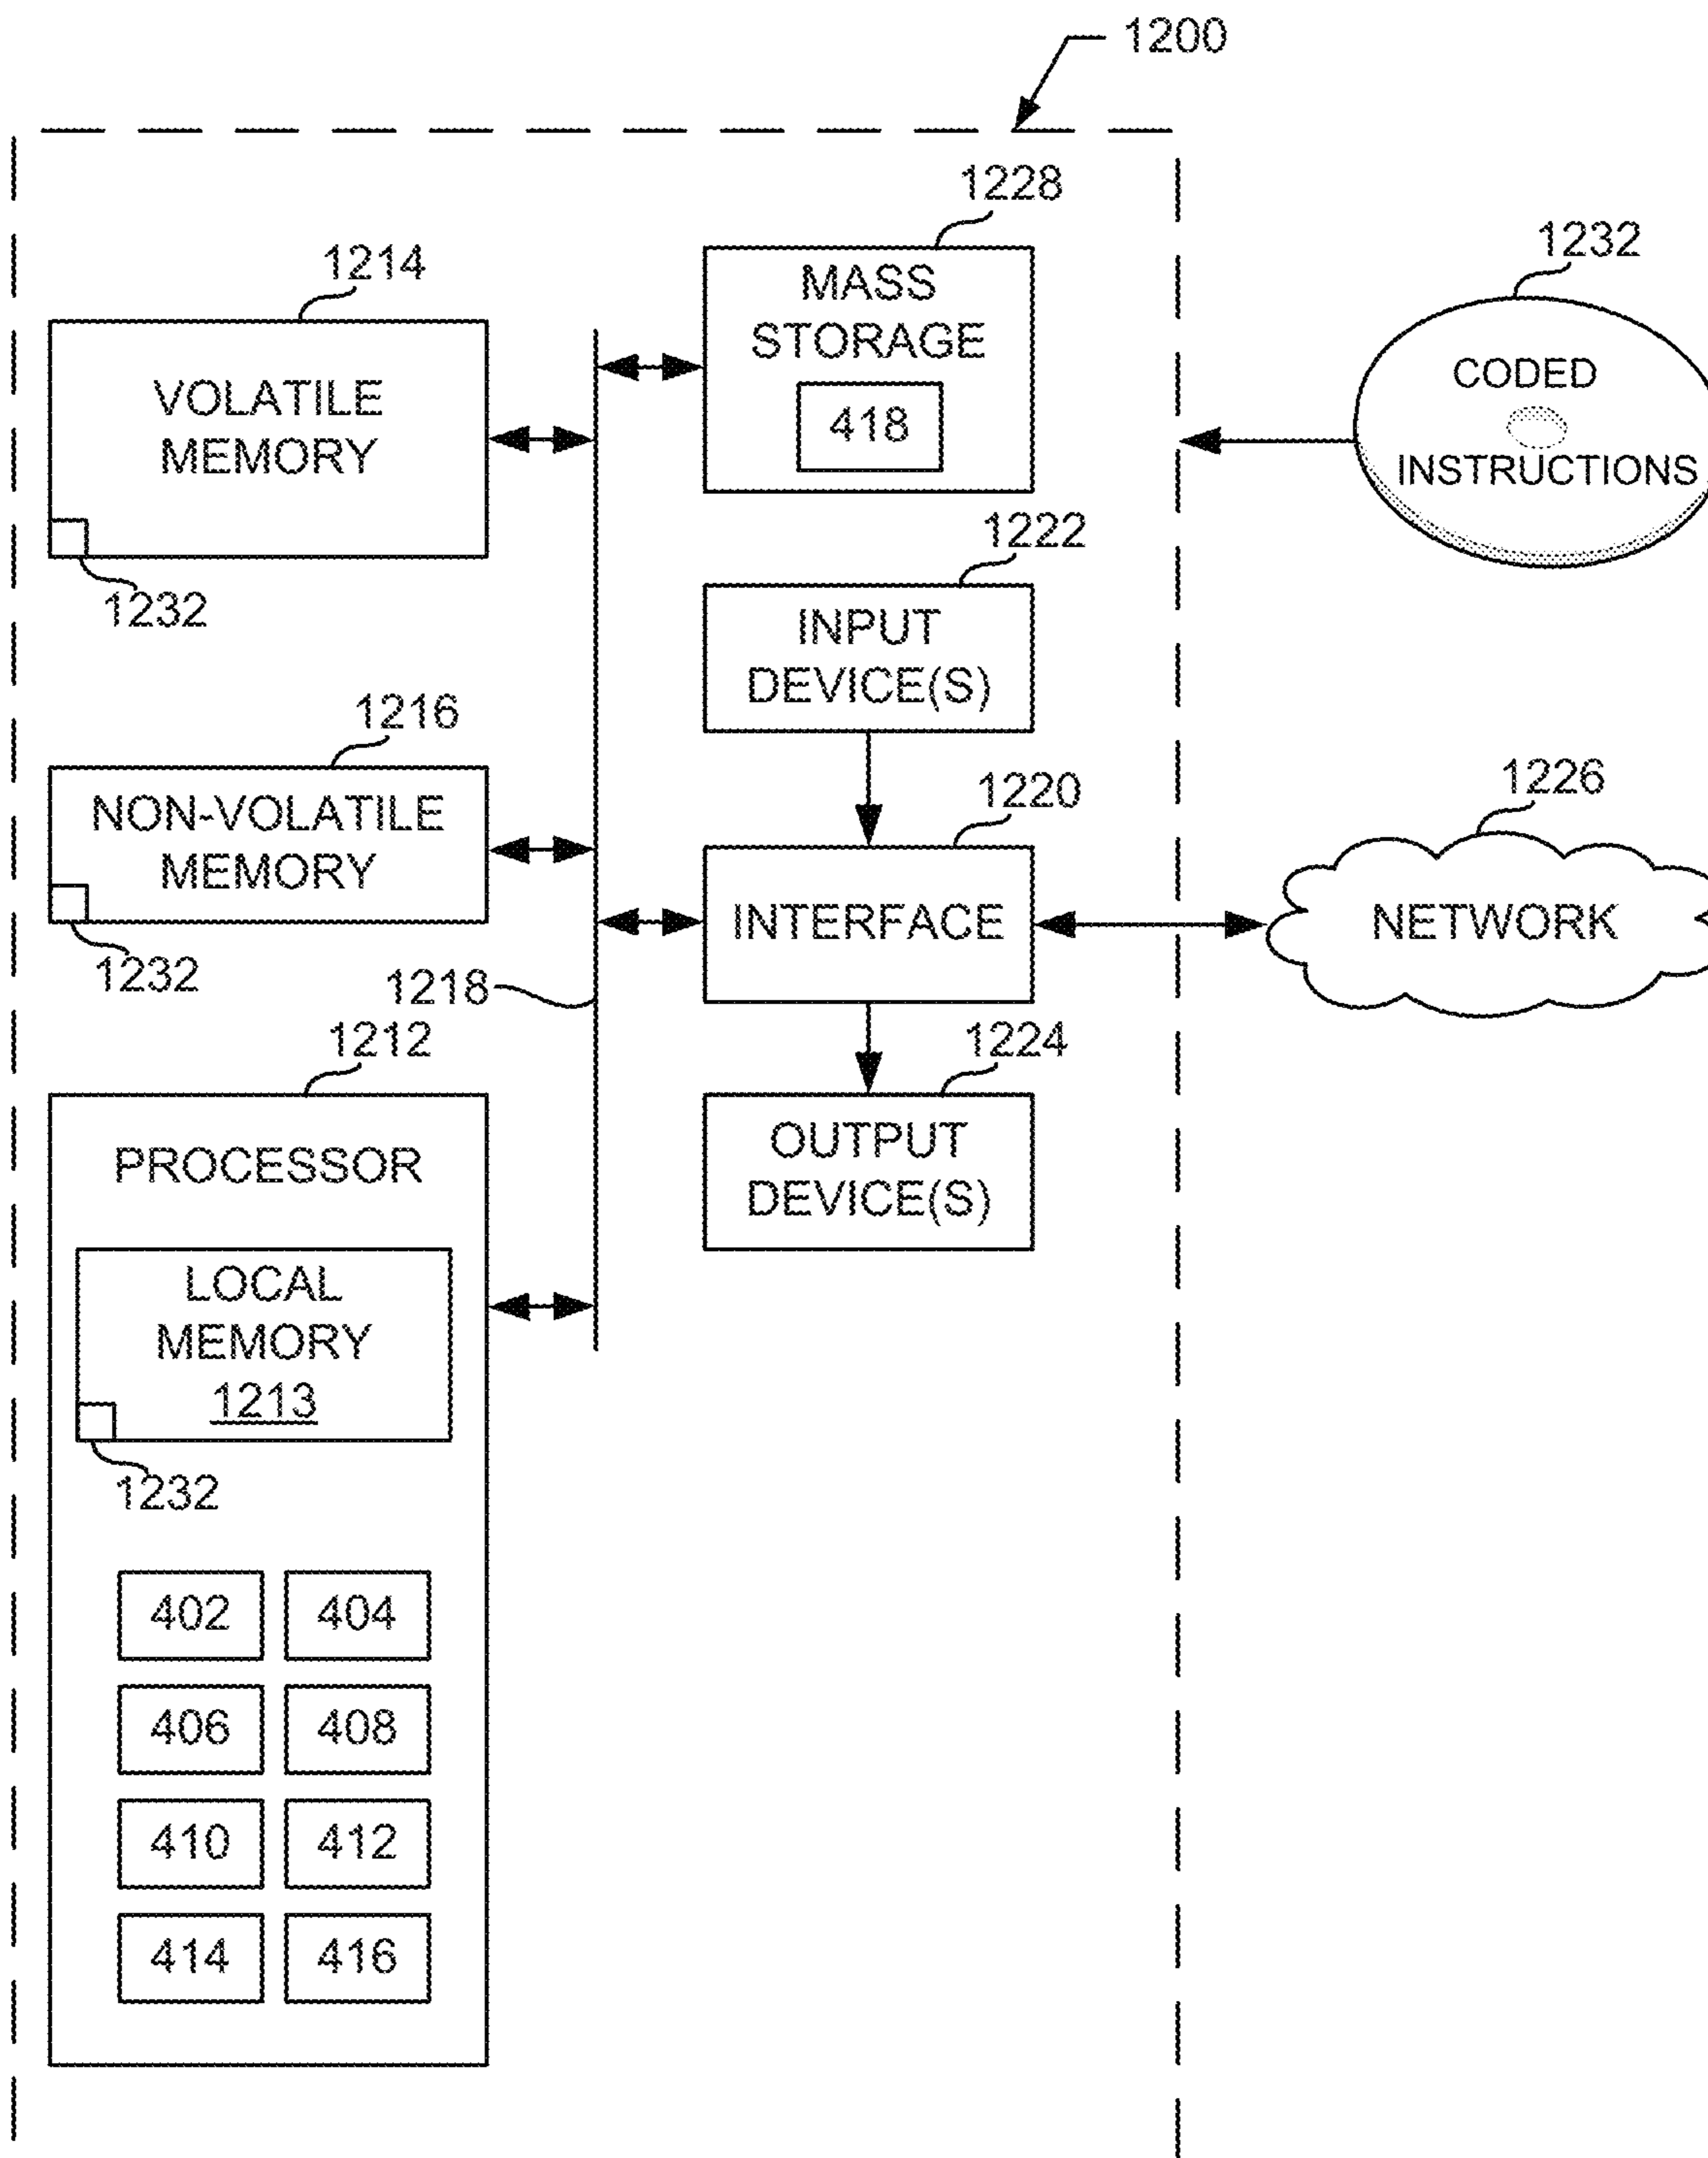 1200
1228
1232
1214
MASS
STORAGE
418
VOLATILE
MEMORY
CODED
INSTRUCTIONS
1232
1222
INPUT
DEVICE(S)
1216
1220
1226
NON-VOLATILE
MEMORY
INTERFACE
NETWORK
1232
1218
1212
1224
PROCESSOR
OUTPUT
DEVICE(S)
LOCAL
MEMORY
1213
1232
402 404
406 408
410 412
414 416